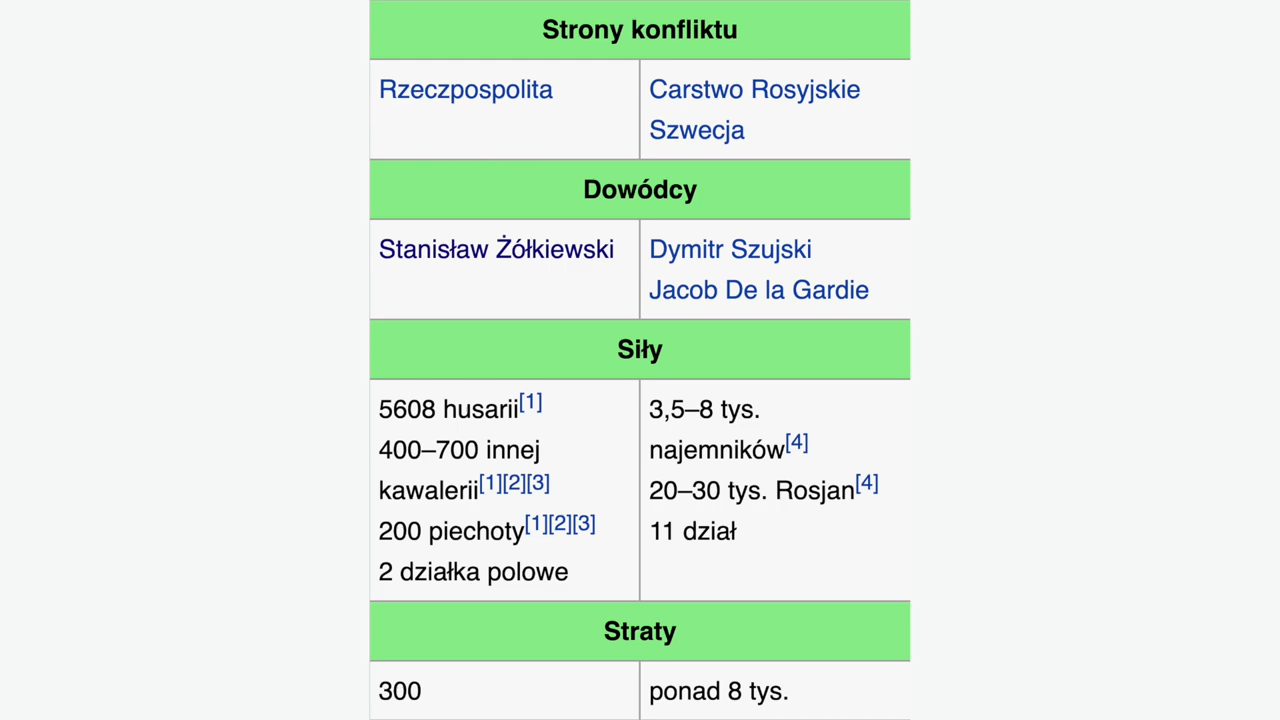 Strony konfliktu
Rzeczpospolita
Carstwo Rosyjskie
Szwecja
Dowódcy
Stanisław Żółkiewski
Dymitr Szujski
Jacob De la Gardie
Siły
5608 husarii[1]
400–700 innej
kawalerii[1][2][3]
200 piechoty[1][2][3]
2 działka polowe
3,5–8 tys.
najemników[4]
20–30 tys. Rosjan[4]
11 dział
Straty
300
ponad 8 tys.